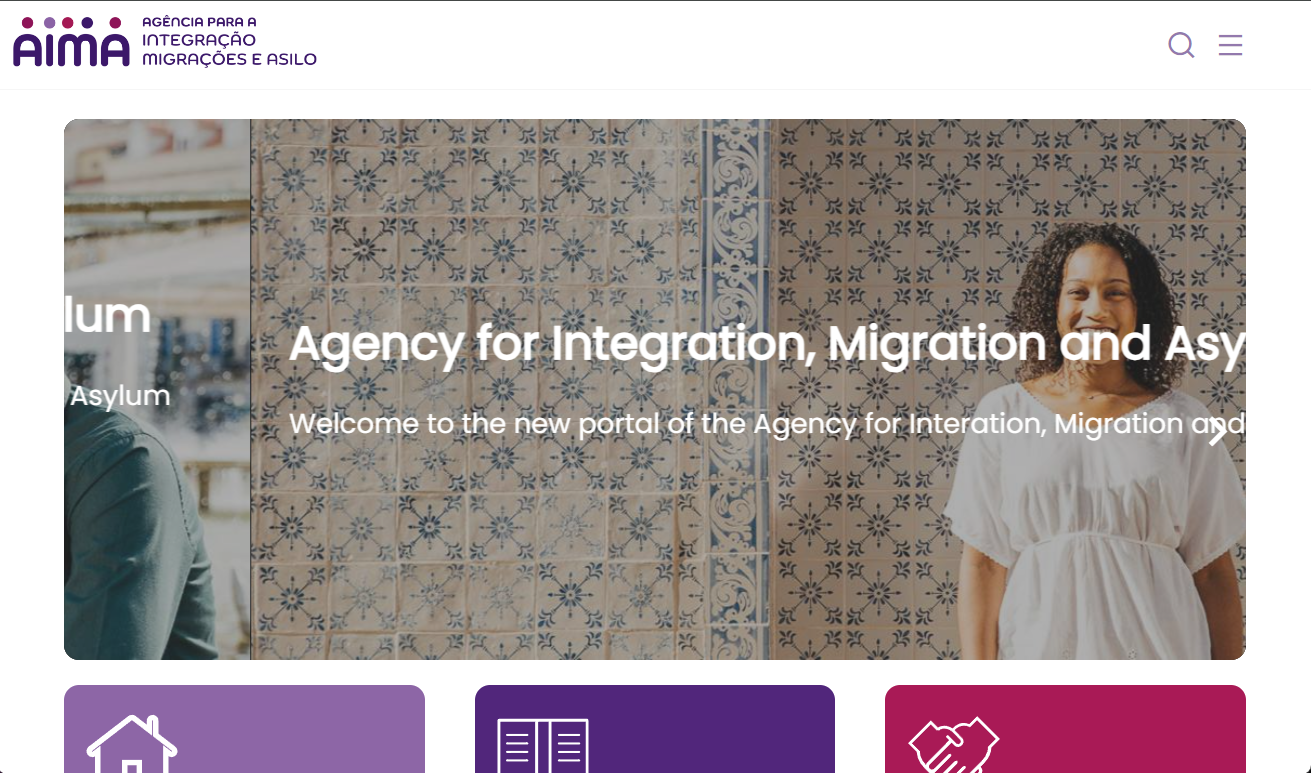 AIMA
AGÊNCIA PARA A
INTEGRAÇÃO
MIGRAÇÕES E ASILO
lum
Asylum
Agency for Integration, Migration and Asy
Welcome to the new portal of the Agency for Interation, Migration and